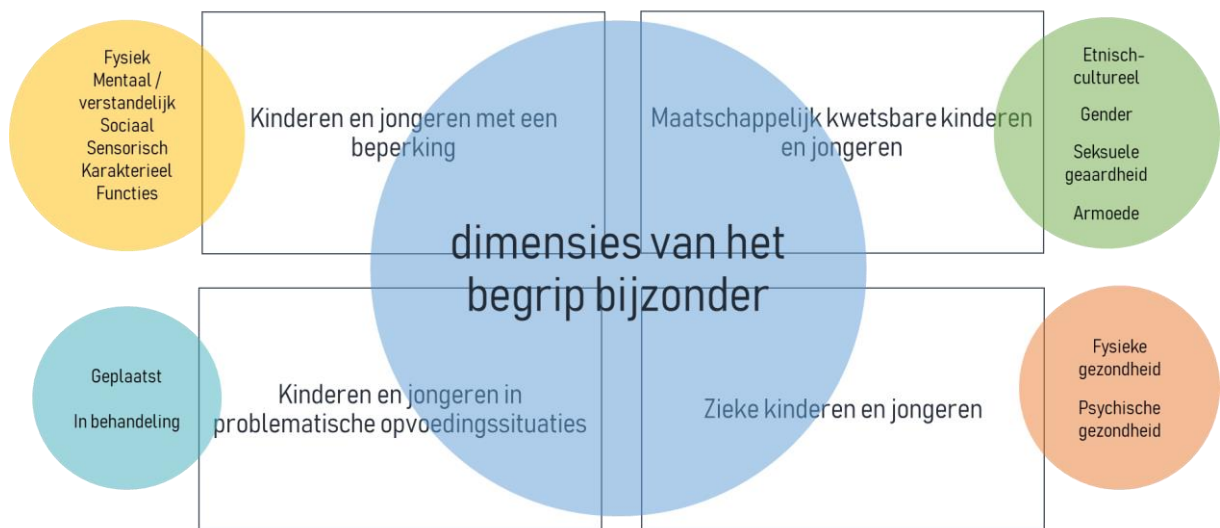 Fysiek
Mentaal /
verstandelijk
Sociaal
Sensorisch
Karakterieel
Functies
Kinderen en jongeren met een
beperking
Maatschappelijk kwetsbare kinderen
en jongeren
Etnisch-
cultureel
Gender
Seksuele
geaardheid
Armoede
dimensies van het
begrip bijzonder
Geplaatst
In behandeling
Kinderen en jongeren in
problematische opvoedingssituaties
Zieke kinderen en jongeren
Fysieke
gezondheid
Psychische
gezondheid